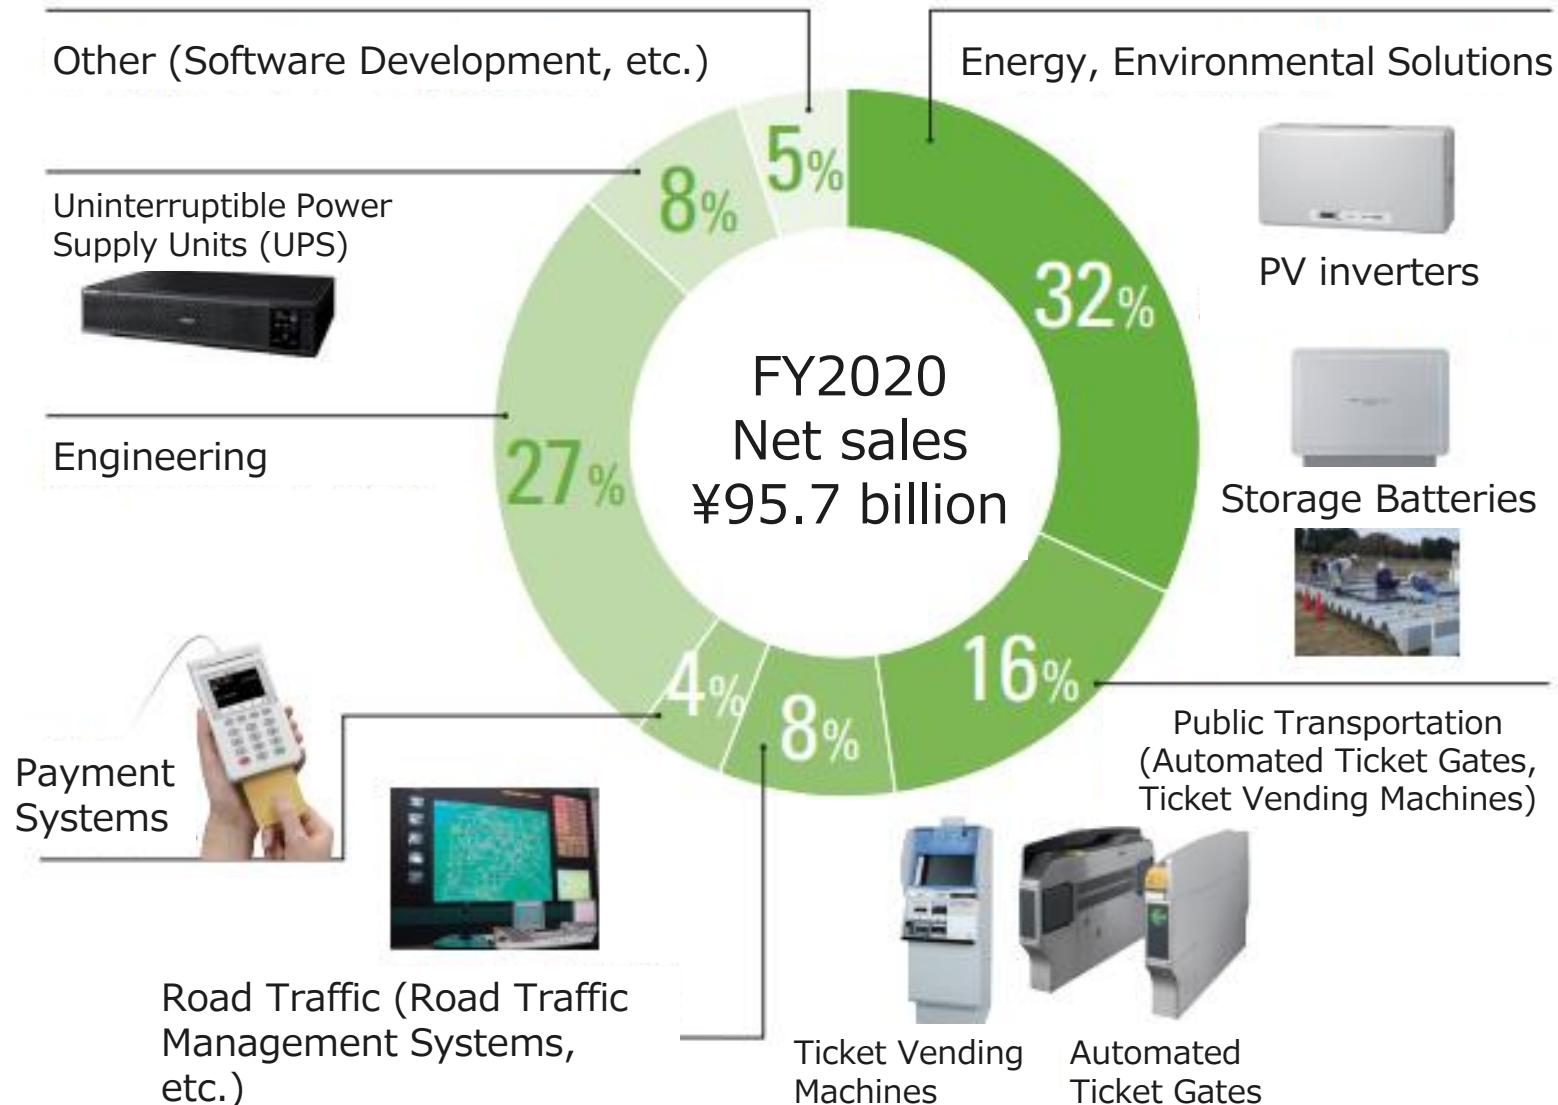 Other (Software Development, etc.)
Energy, Environmental Solutions
5%
8%
Uninterruptible Power
Supply Units (UPS)
32%
PV inverters
FY2020
Net sales
¥95.7 billion
Engineering
27%
Storage Batteries
16%
4%
8%
Public Transportation
(Automated Ticket Gates,
Ticket Vending Machines)
Payment
Systems
Road Traffic (Road Traffic
Management Systems,
etc.)
Ticket Vending
Machines
Automated
Ticket Gates